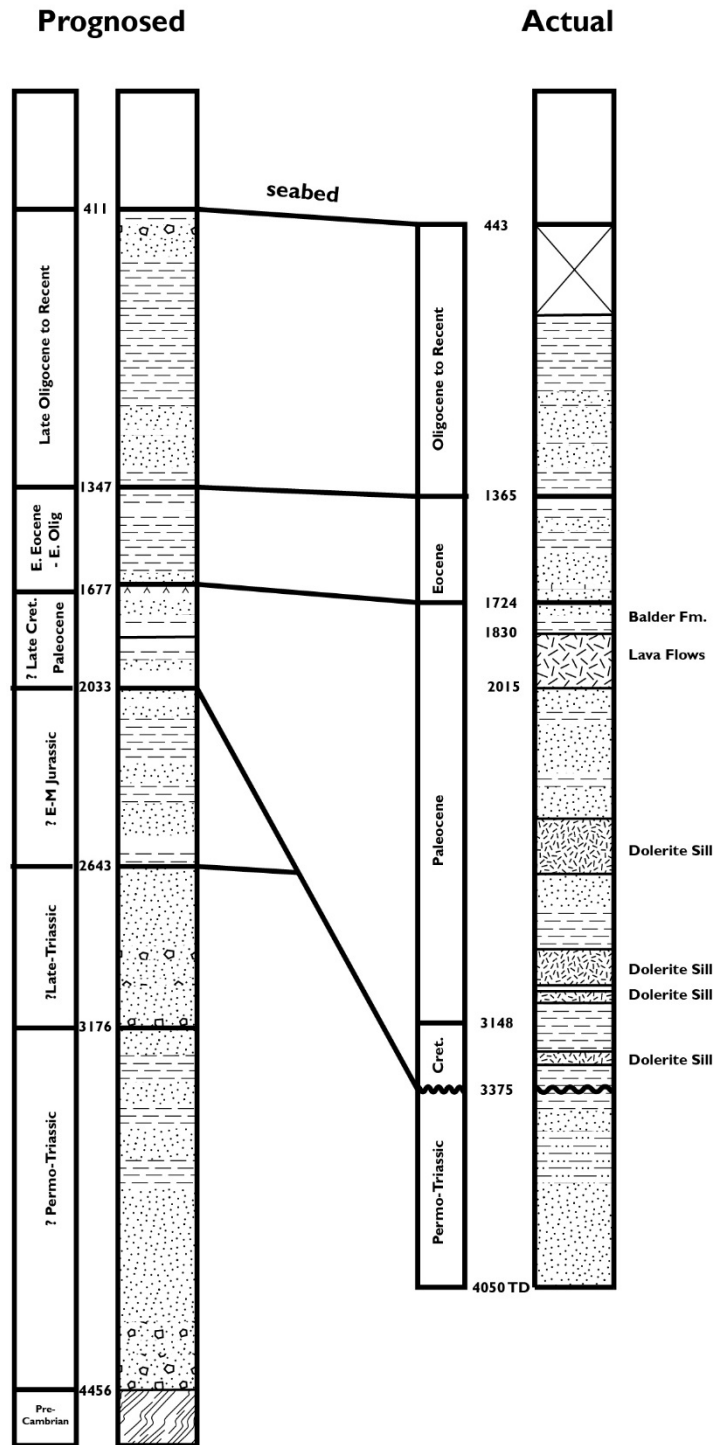 Prognosed
Actual
seabed
411
Late Oligocene to Recent
1347
E. Eocene
- E. Olig
1677
? Late Cret.
Paleocene
2033
? E-M Jurassic
2643
?Late-Triassic
3176
? Permo-Triassic
4456
Pre-
Cambrian
443
Oligocene to Recent
1365
Eocene
1724
Balder Fm.
1830
Lava Flows
2015
Paleocene
Dolerite Sill
Dolerite Sill
Dolerite Sill
3148
Cret.
Dolerite Sill
3375
Permo-Triassic
4050 TD